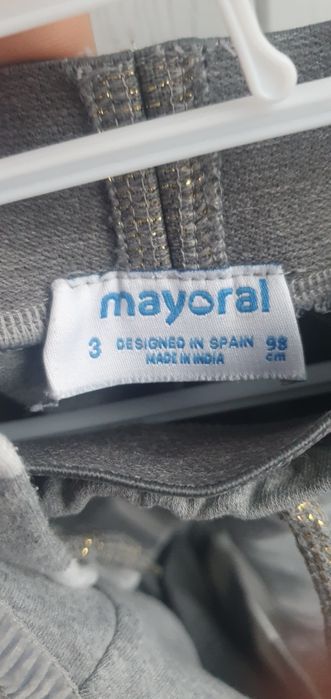 mayoral
3 DESIGNED IN SPAIN 98
MADE IN INDIA cm